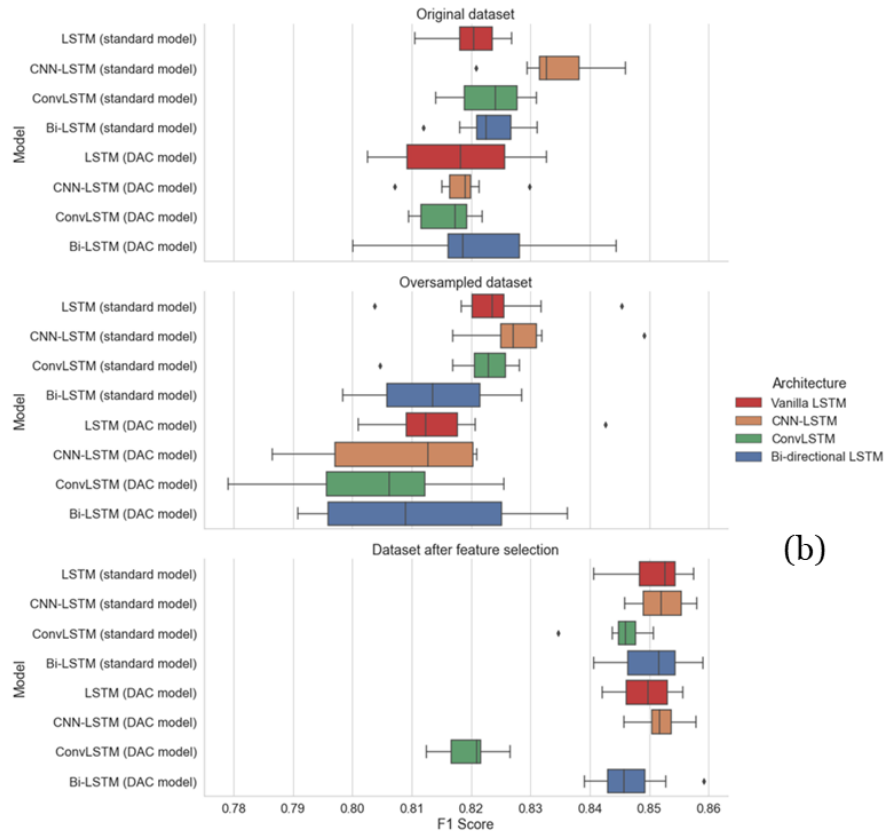 Original dataset
LSTM (standard model)
CNN-LSTM (standard model)
ConvLSTM (standard model)
Bi-LSTM (standard model)
LSTM (DAC model)
CNN-LSTM (DAC model)
ConvLSTM (DAC model)
Bi-LSTM (DAC model)
Model
Oversampled dataset
LSTM (standard model)
CNN-LSTM (standard model)
ConvLSTM (standard model)
Bi-LSTM (standard model)
LSTM (DAC model)
CNN-LSTM (DAC model)
ConvLSTM (DAC model)
Bi-LSTM (DAC model)
Model
Architecture
Vanilla LSTM
CNN-LSTM
ConvLSTM
Bi-directional LSTM
(b)
Dataset after feature selection
LSTM (standard model)
CNN-LSTM (standard model)
ConvLSTM (standard model)
Bi-LSTM (standard model)
LSTM (DAC model)
CNN-LSTM (DAC model)
ConvLSTM (DAC model)
Bi-LSTM (DAC model)
Model
0.78 0.79 0.80 0.81 0.82 0.83 0.84 0.85 0.86
F1 Score